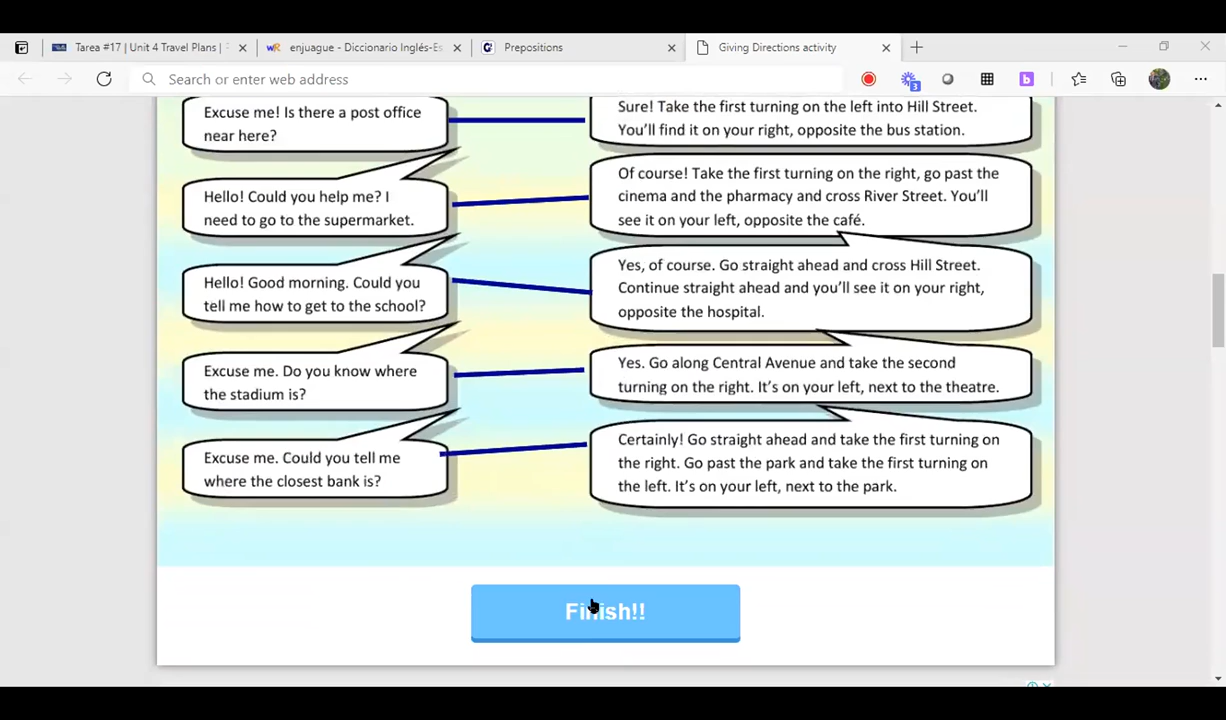 Tarea #17 | Unit 4 Travel Plans |
enjuague - Diccionario Inglés-Es
Prepositions
Giving Directions activity
Search or enter web address
3
b
Excuse me! Is there a post office
near here?
Sure! Take the first turning on the left into Hill Street.
You'll find it on your right, opposite the bus station.
Hello! Could you help me? I
need to go to the supermarket.
Of course! Take the first turning on the right, go past the
cinema and the pharmacy and cross River Street. You'll
see it on your left, opposite the café.
Hello! Good morning. Could you
tell me how to get to the school?
Yes, of course. Go straight ahead and cross Hill Street.
Continue straight ahead and you'll see it on your right,
opposite the hospital.
Excuse me. Do you know where
the stadium is?
Yes. Go along Central Avenue and take the second
turning on the right. It's on your left, next to the theatre.
Excuse me. Could you tell me
where the closest bank is?
Certainly! Go straight ahead and take the first turning on
the right. Go past the park and take the first turning on
the left. It's on your left, next to the park.
Finish!!